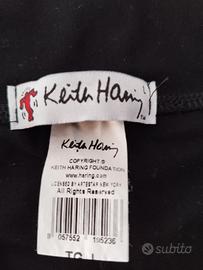 Keith Haring
Keith Haring
COPYRIGHT ©
KEITH HARING FOUNDATION
www.haring.com
LICENSED BY ARTESTAR NEW YORK
All Rights Reserved
subito